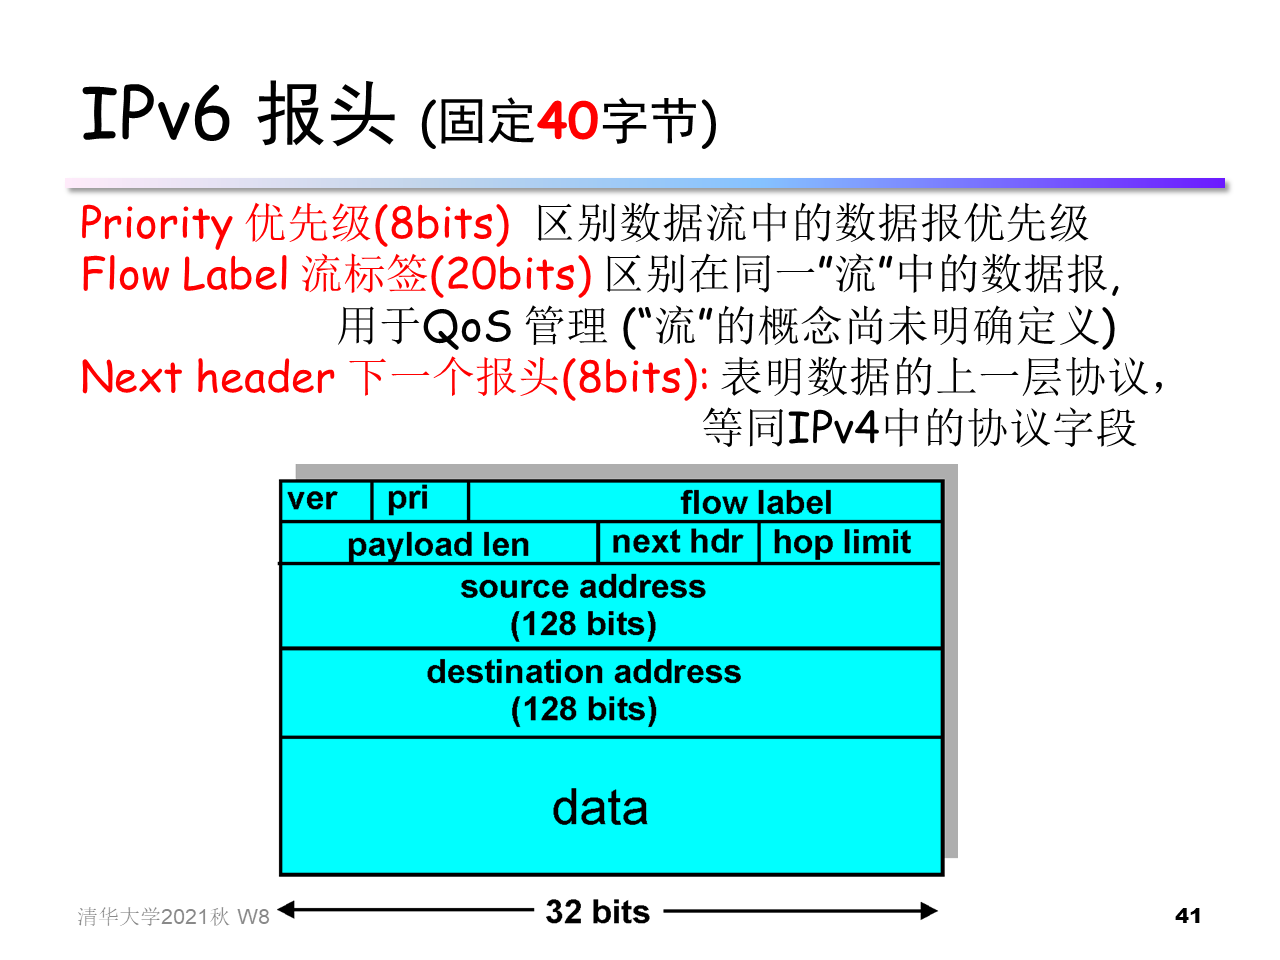 IPv6 报头 (固定40字节)
Priority 优先级(8bits) 区别数据流中的数据报优先级
Flow Label 流标签(20bits) 区别在同一”流”中的数据报,
用于QoS 管理 (“流”的概念尚未明确定义)
Next header 下一个报头(8bits): 表明数据的上一层协议，
等同IPv4中的协议字段
ver pri flow label
payload len next hdr hop limit
source address
(128 bits)
destination address
(128 bits)
data
32 bits
清华大学2021秋 W8
41